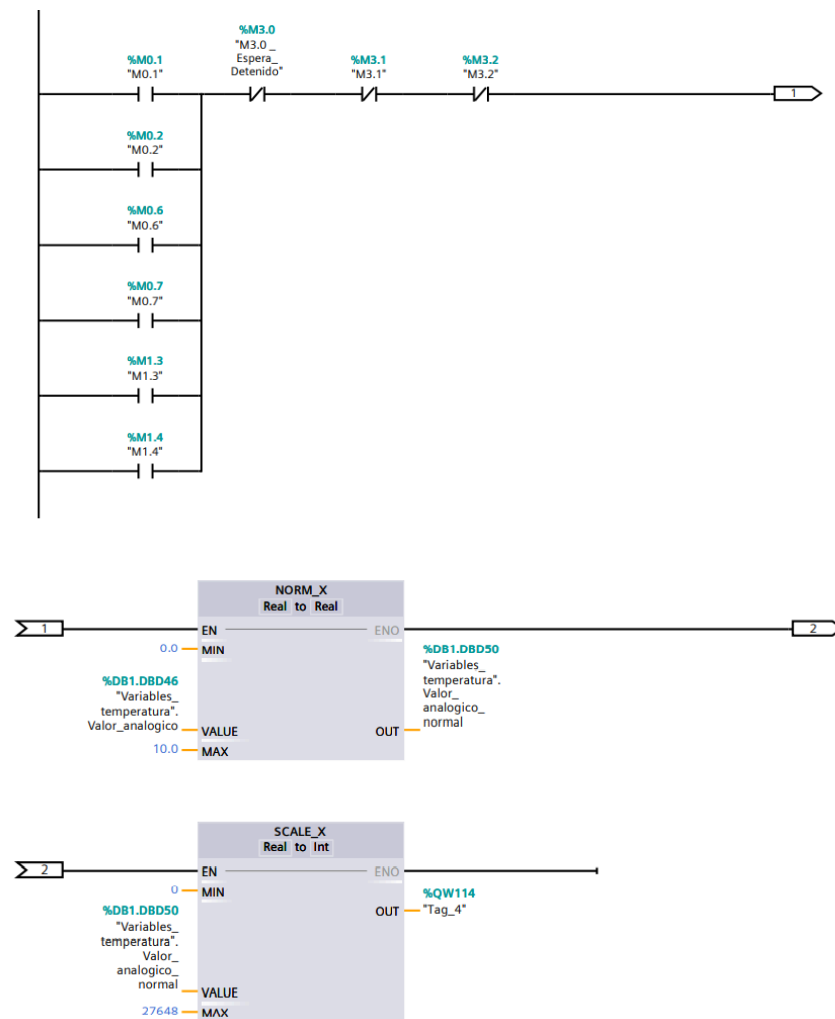 %M3.0
"M3.0 _
Espera_
Detenido"
%M0.1
"M0.1"
%M3.1
"M3.1"
%M3.2
"M3.2"
1
%M0.2
"M0.2"
%M0.6
"M0.6"
%M0.7
"M0.7"
%M1.3
"M1.3"
%M1.4
"M1.4"
NORM_X
Real to Real
1
EN
ENO
2
0.0
MIN
%DB1.DBD50
"Variables_
temperatura".
Valor_
analogico_
normal
%DB1.DBD46
"Variables_
temperatura".
Valor_analogico
VALUE
OUT
10.0
MAX
SCALE_X
Real to Int
2
EN
ENO
0
MIN
%QW114
"Tag_4"
%DB1.DBD50
"Variables_
temperatura".
Valor_
analogico_
normal
OUT
VALUE
27648
MAX